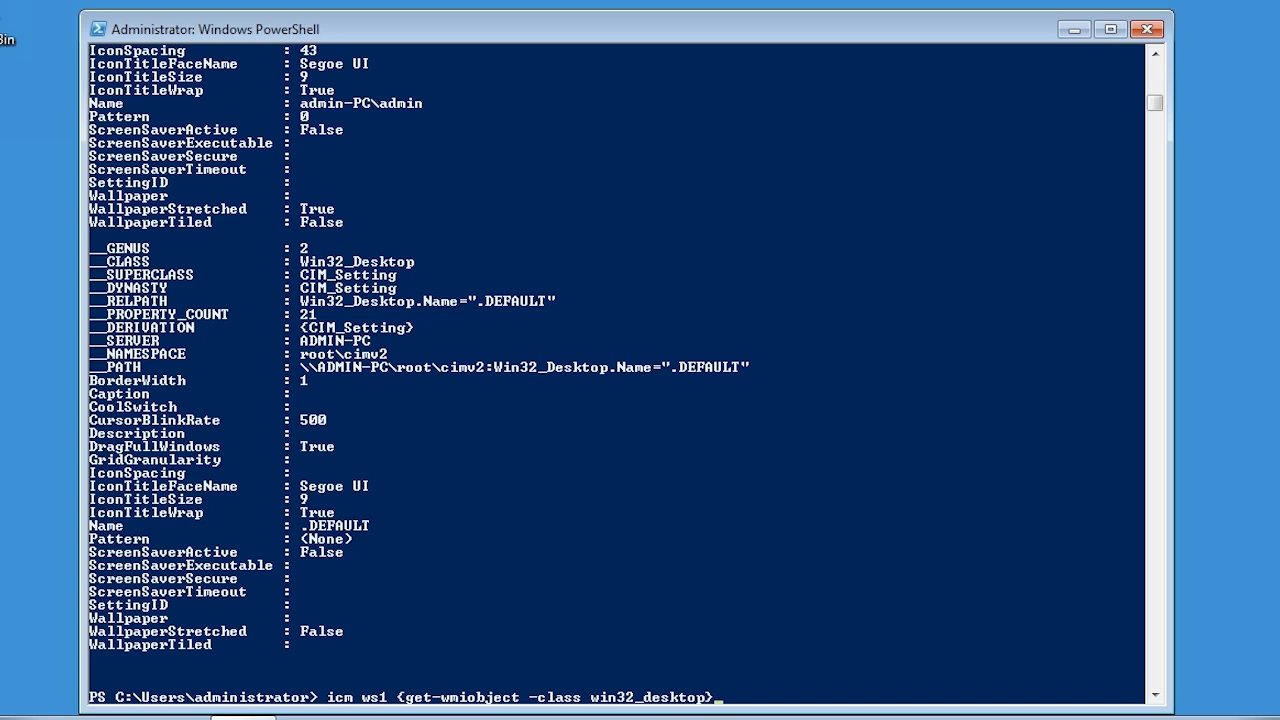 Bin
Administrator: Windows PowerShell
IconSpacing : 43
IconTitleFaceName : Segoe UI
IconTitleSize : 9
IconTitleWrap : True
Name : admin-PC\admin
Pattern : 0
ScreenSaverActive : False
ScreenSaverExecutable :
ScreenSaverSecure :
ScreenSaverTimeout :
SettingID :
Wallpaper :
WallpaperStretched : True
WallpaperTiled : False
__GENUS : 2
__CLASS : Win32_Desktop
__SUPERCLASS : CIM_Setting
__DYNASTY : CIM_Setting
__RELPATH : Win32_Desktop.Name=".DEFAULT"
__PROPERTY_COUNT : 21
__DERIVATION : {CIM_Setting}
__SERVER : ADMIN-PC
__NAMESPACE : root\cimv2
__PATH : \\ADMIN-PC\root\cimv2:Win32_Desktop.Name=".DEFAULT"
BorderWidth : 1
Caption :
CoolSwitch :
CursorBlinkRate : 500
Description :
DragFullWindows : True
GridGranularity :
IconSpacing :
IconTitleFaceName : Segoe UI
IconTitleSize : 9
IconTitleWrap : True
Name : .DEFAULT
Pattern : (None)
ScreenSaverActive : False
ScreenSaverExecutable :
ScreenSaverSecure :
ScreenSaverTimeout :
SettingID :
Wallpaper :
WallpaperStretched : False
WallpaperTiled :
PS C:\Users\administrator> icm ws1 {get-wmiobject -class win32_desktop}_